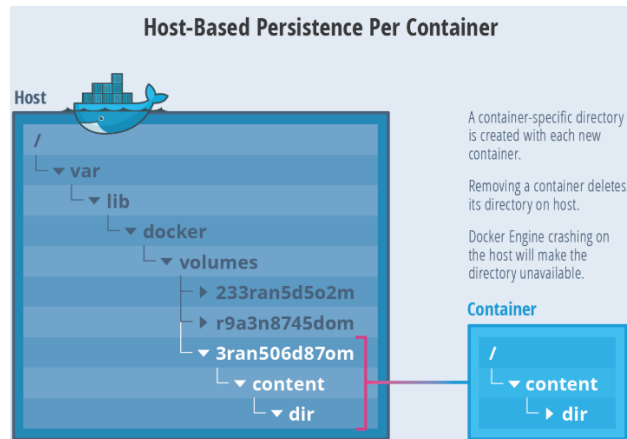 Host-Based Persistence Per Container
Host
/
var
lib
docker
volumes
233ran5d5o2m
r9a3n8745dom
3ran506d87om
content
dir
A container-specific directory
is created with each new
container.
Removing a container deletes
its directory on host.
Docker Engine crashing on
the host will make the
directory unavailable.
Container
/
content
dir